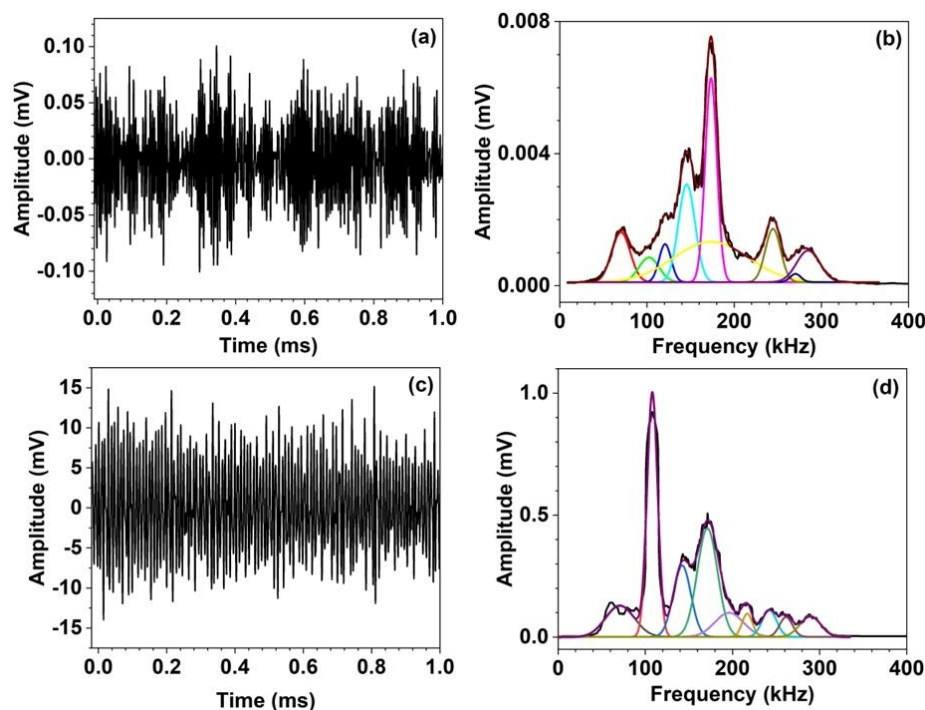 (a)
Amplitude (mV)
0.10
0.05
0.00
-0.05
-0.10
0.0 0.2 0.4 0.6 0.8 1.0
Time (ms)
(b)
Amplitude (mV)
0.008
0.004
0.000
0 100 200 300 400
Frequency (kHz)
(c)
Amplitude (mV)
15
10
5
0
-5
-10
-15
0.0 0.2 0.4 0.6 0.8 1.0
Time (ms)
(d)
Amplitude (mV)
1.0
0.5
0.0
0 100 200 300 400
Frequency (kHz)